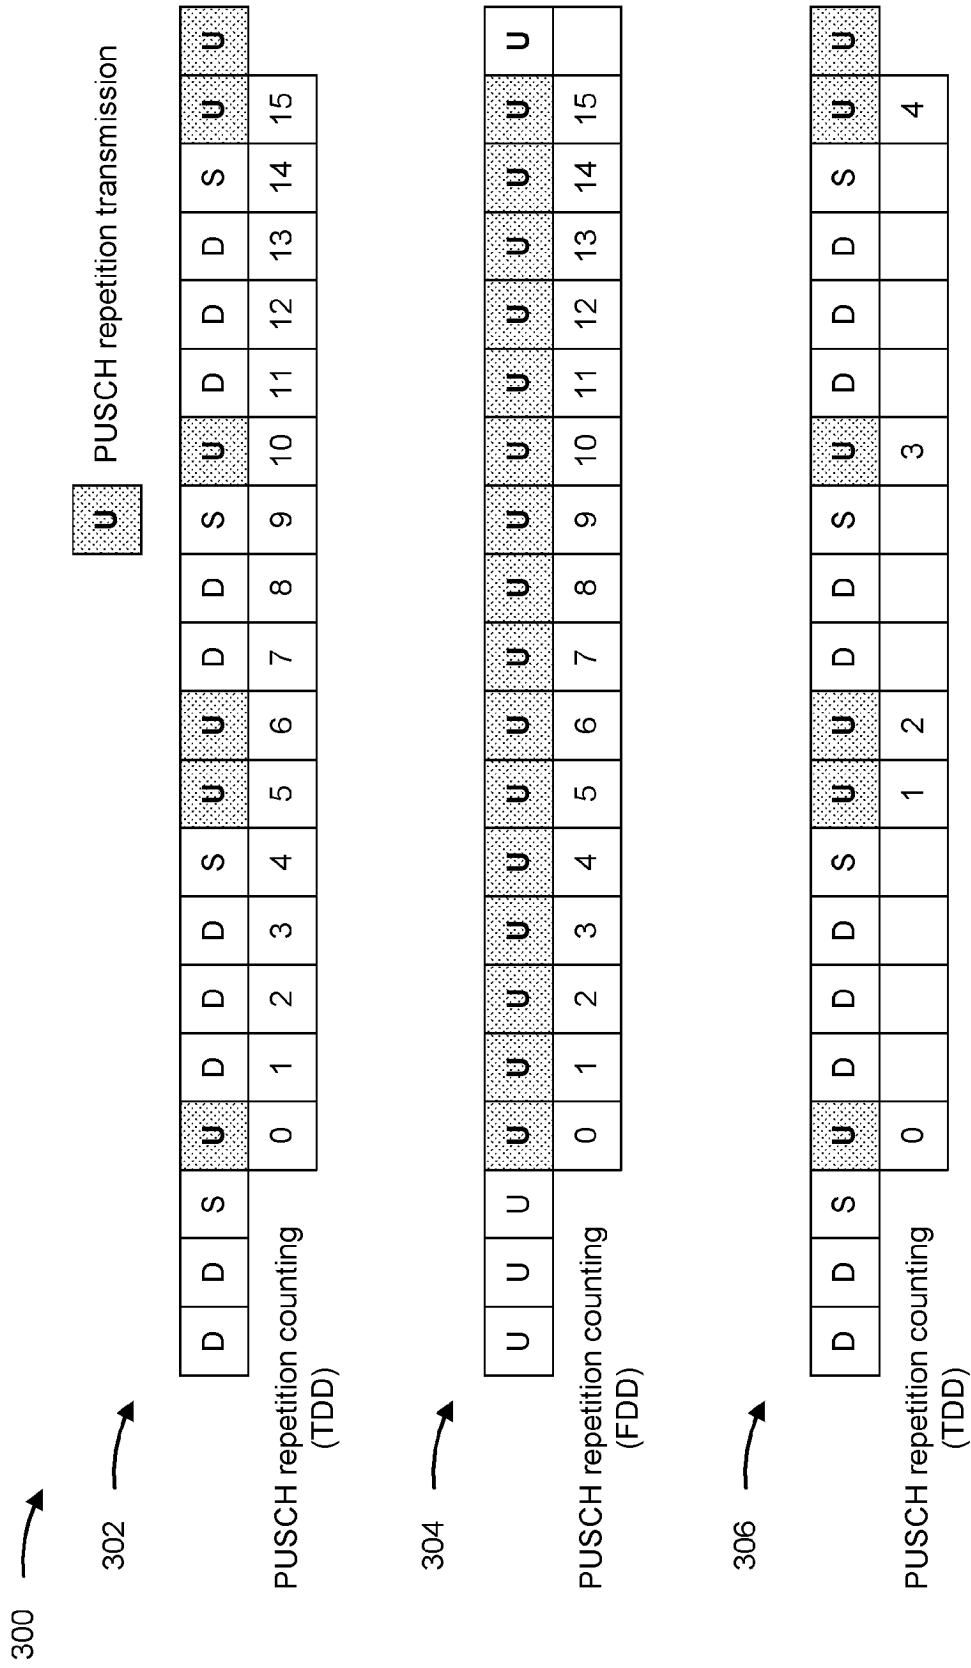 300
U PUSCH repetition transmission
302
D D S U D D D S U U D D S U D D D S U U
PUSCH repetition counting
(TDD)
0 1 2 3 4 5 6 7 8 9 10 11 12 13 14 15
304
U U U U U U U U U U U U U U U U U U U U
PUSCH repetition counting
(FDD)
0 1 2 3 4 5 6 7 8 9 10 11 12 13 14 15
306
D D S U D D D S U U D D S U D D D S U U
PUSCH repetition counting
(TDD)
0 1 2 3 4